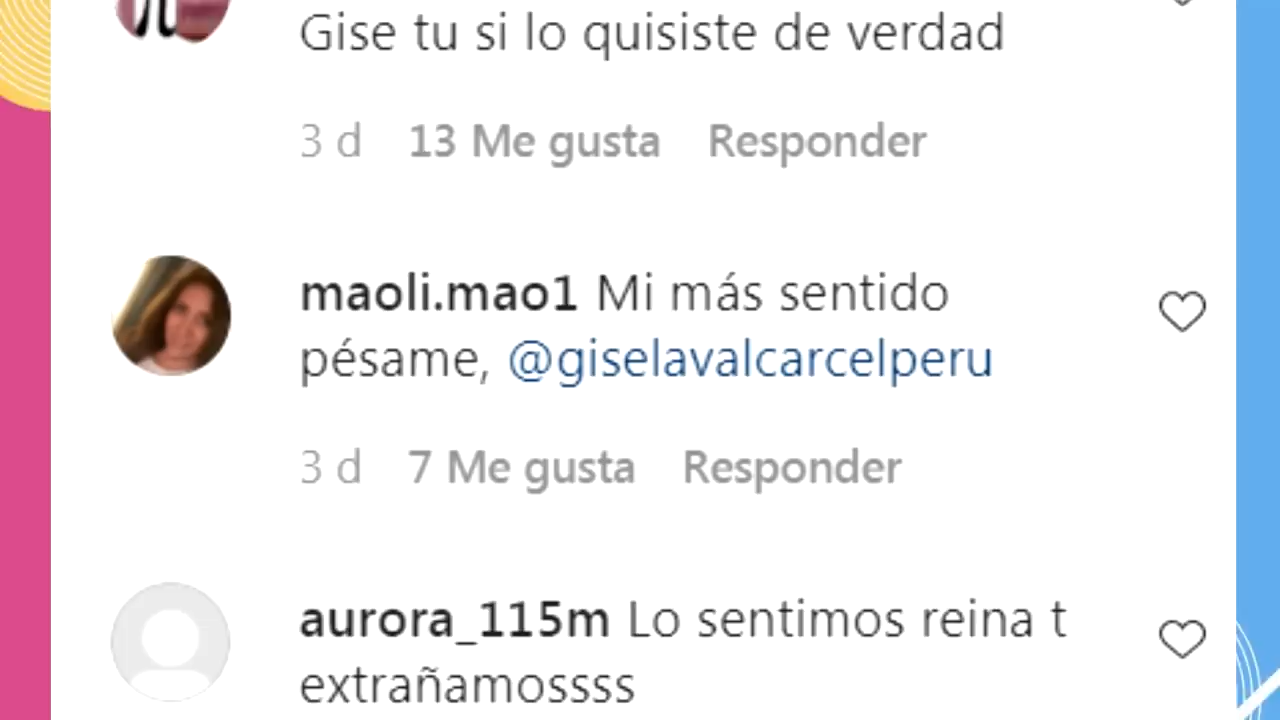 Gise tu si lo quisiste de verdad
3 d 13 Me gusta Responder
maoli.mao1 Mi más sentido
pésame, @giselavalcarcelperu
3 d 7 Me gusta Responder
aurora_115m Lo sentimos reina t
extrañamossss